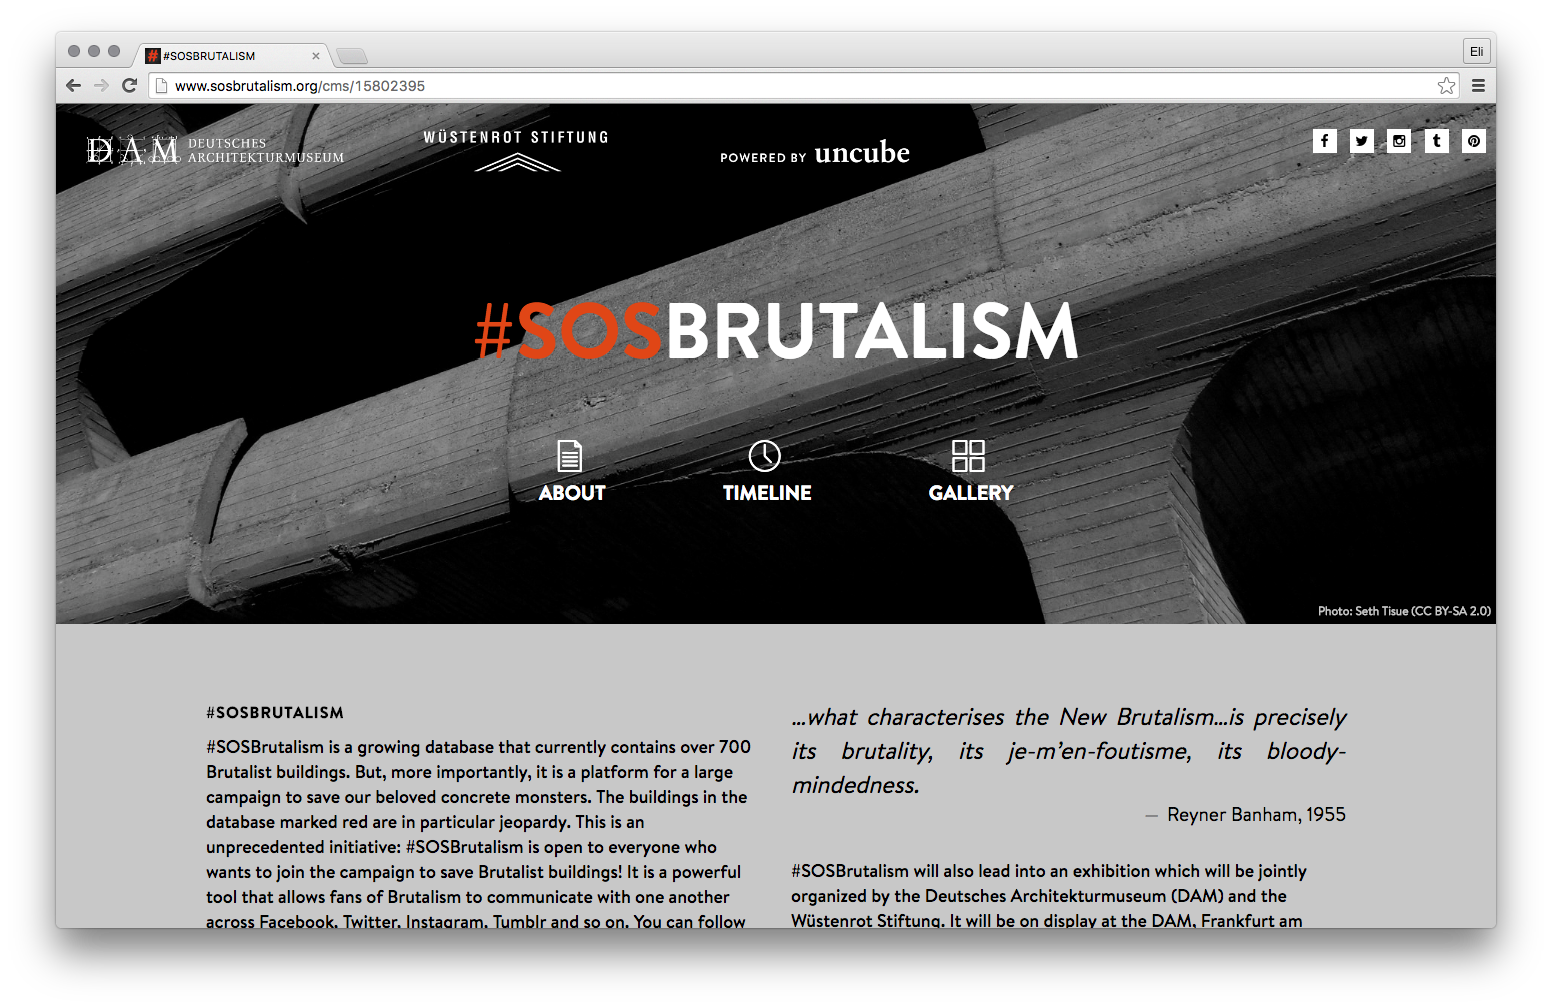 #SOSBRUTALISM
Eli
www.sosbrutalism.org/cms/15802395
DAM DEUTSCHES
ARCHITEKTURMUSEUM
WÜSTENROT STIFTUNG
POWERED BY uncube
#SOSBRUTALISM
ABOUT
TIMELINE
GALLERY
Photo: Seth Tisue (CC BY-SA 2.0)
#SOSBRUTALISM
#SOSBrutalism is a growing database that currently contains over 700
Brutalist buildings. But, more importantly, it is a platform for a large
campaign to save our beloved concrete monsters. The buildings in the
database marked red are in particular jeopardy. This is an
unprecedented initiative: #SOSBrutalism is open to everyone who
wants to join the campaign to save Brutalist buildings! It is a powerful
tool that allows fans of Brutalism to communicate with one another
across Facebook, Twitter, Instagram, Tumblr and so on. You can follow
...what characterises the New Brutalism...is precisely
its brutality, its je-m'en-foutisme, its bloody-
mindedness.
— Reyner Banham, 1955
#SOSBrutalism will also lead into an exhibition which will be jointly
organized by the Deutsches Architekturmuseum (DAM) and the
Wüstenrot Stiftung. It will be on display at the DAM, Frankfurt am